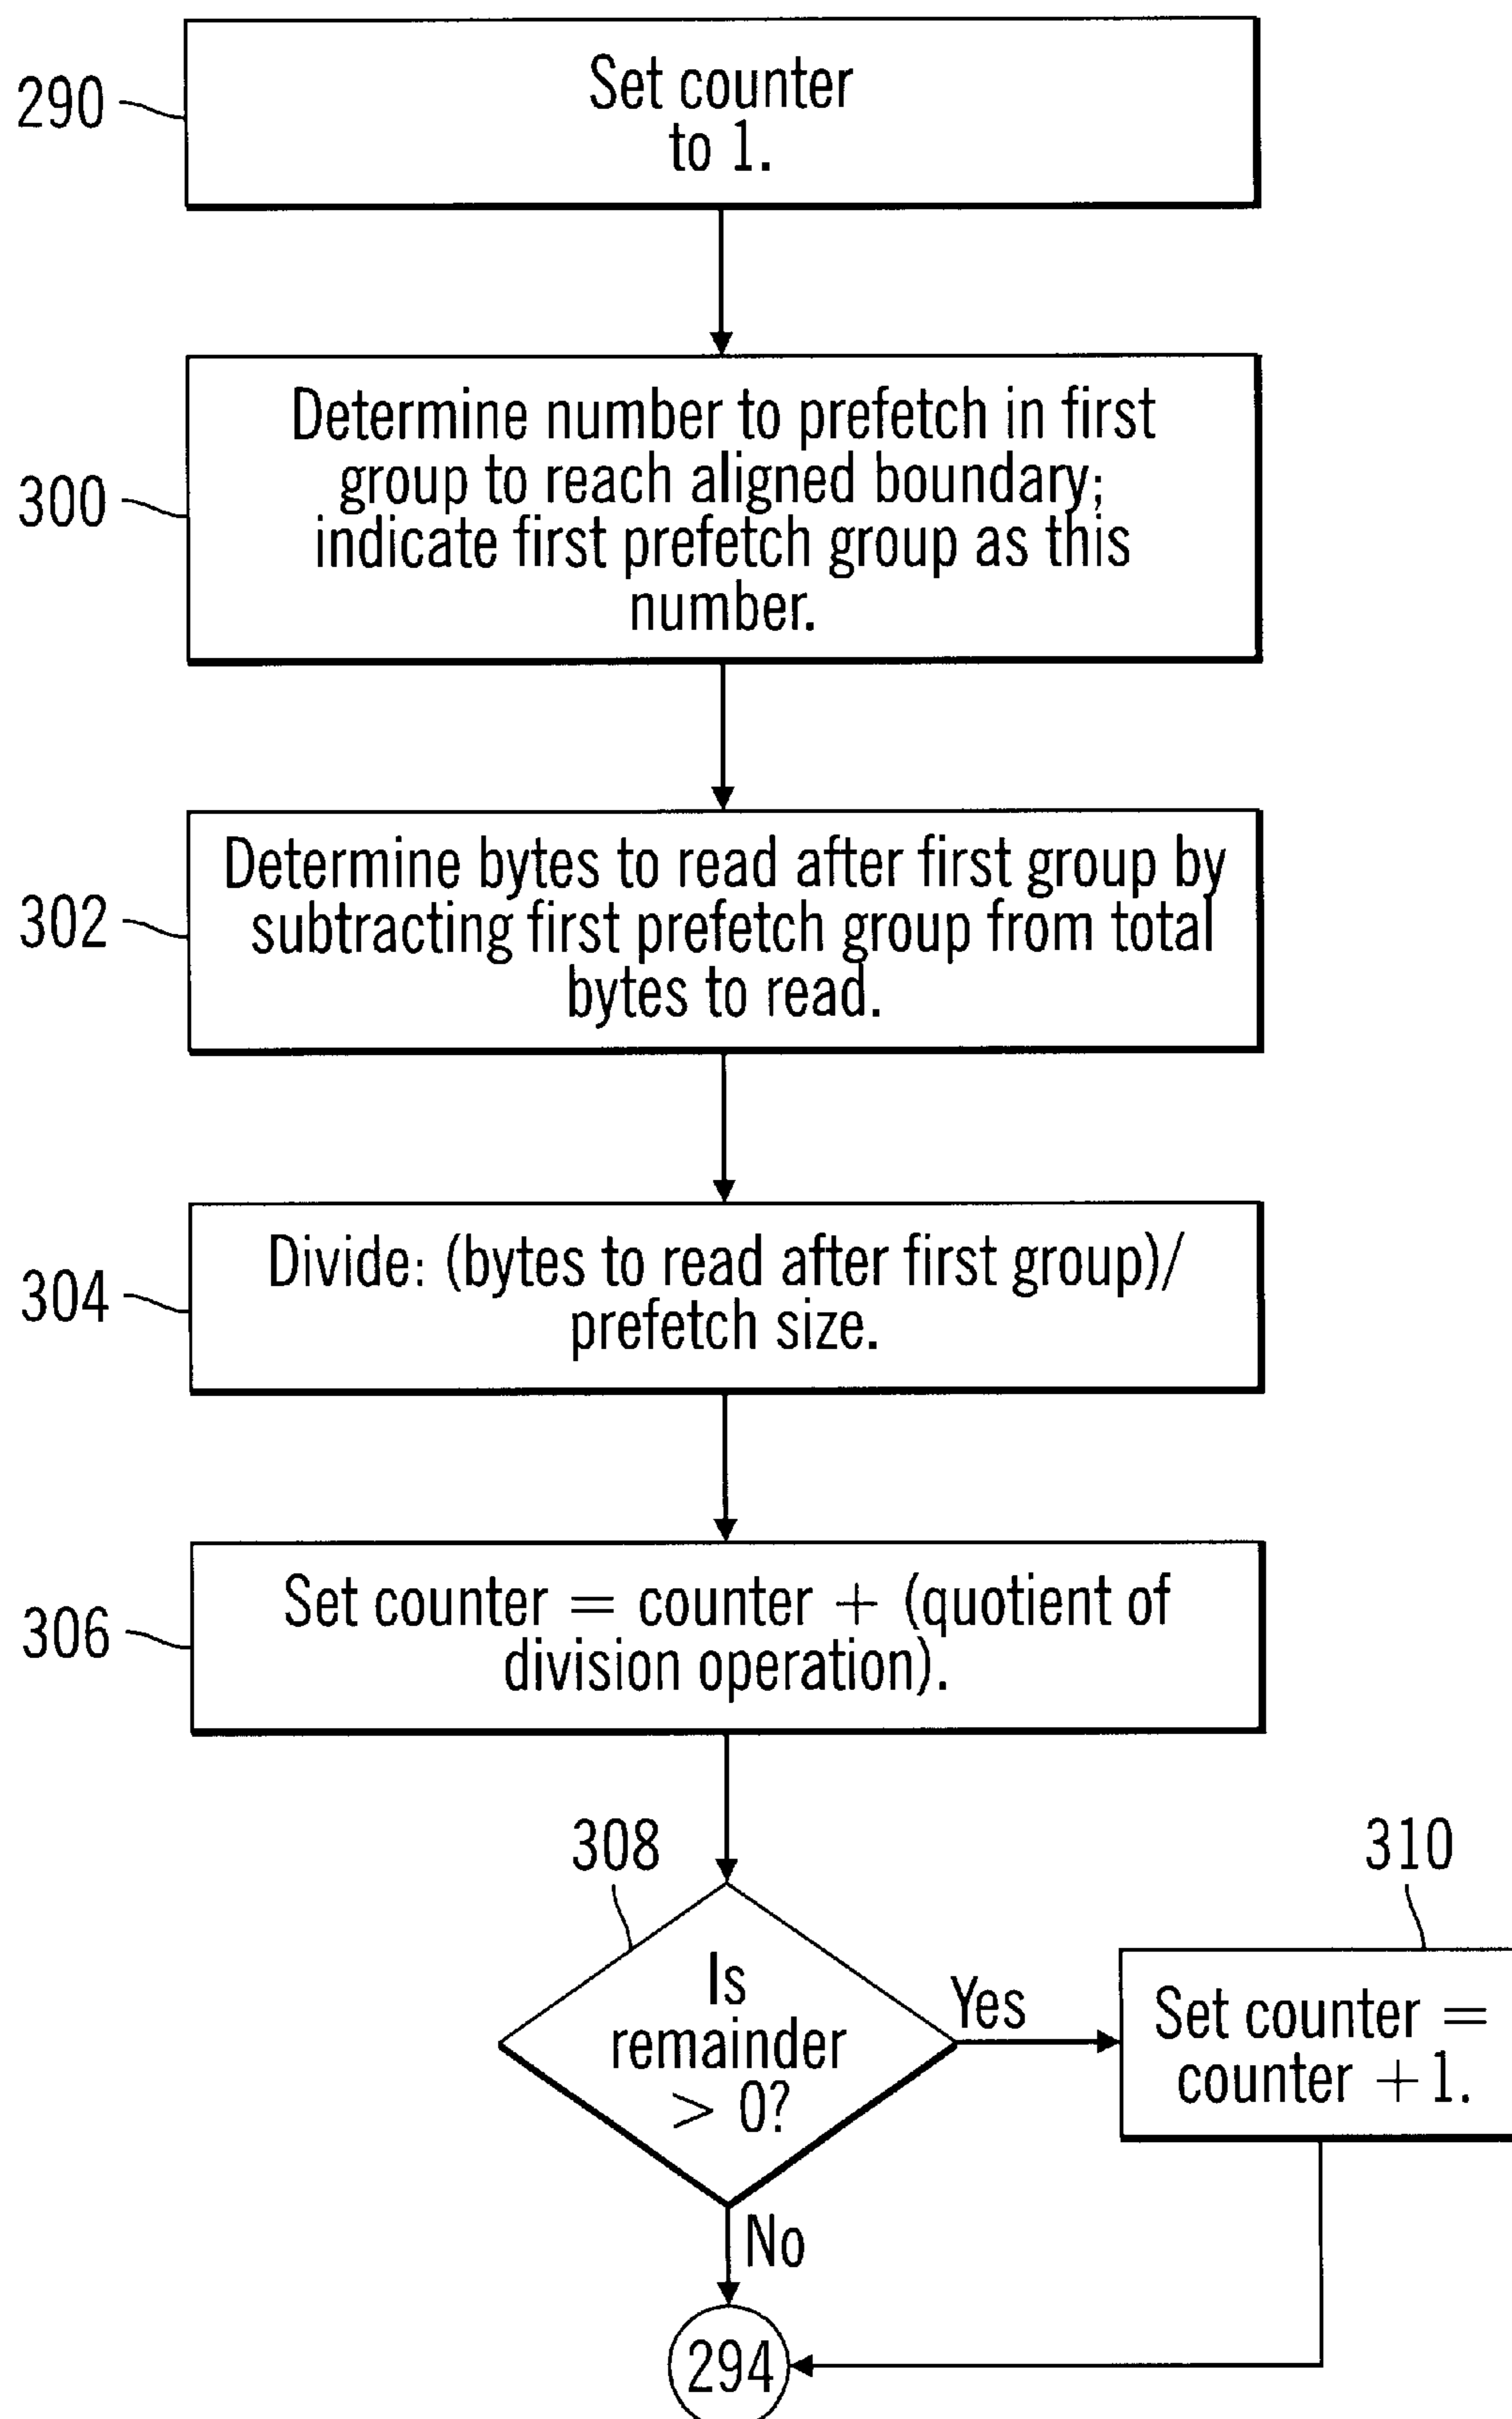 290
Set counter
to 1.
300
Determine number to prefetch in first
group to reach aligned boundary;
indicate first prefetch group as this
number.
302
Determine bytes to read after first group by
subtracting first prefetch group from total
bytes to read.
304
Divide: (bytes to read after first group)/
prefetch size.
306
Set counter = counter + (quotient of
division operation).
308
310
Is
remainder
> 0?
Yes
Set counter =
counter +1.
No
294